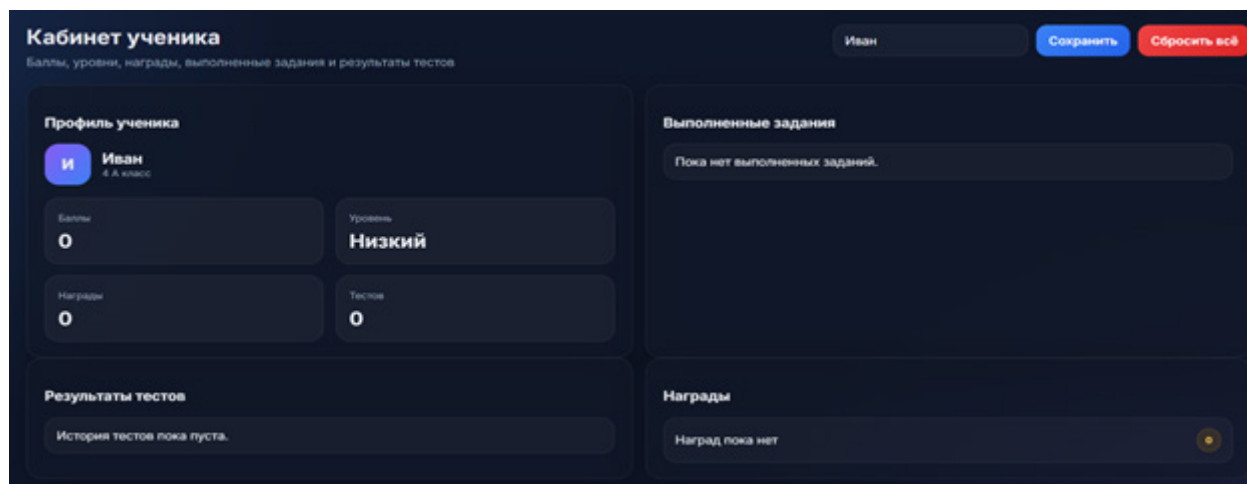 Кабинет ученика
Баллы, уровни, награды, выполненные задания и результаты тестов
Иван
Сохранить
Сбросить всё
Профиль ученика
И
Иван
4 А класс
Баллы
0
Уровень
Низкий
Награды
0
Тестов
0
Выполненные задания
Пока нет выполненных заданий.
Результаты тестов
История тестов пока пуста.
Награды
Наград пока нет